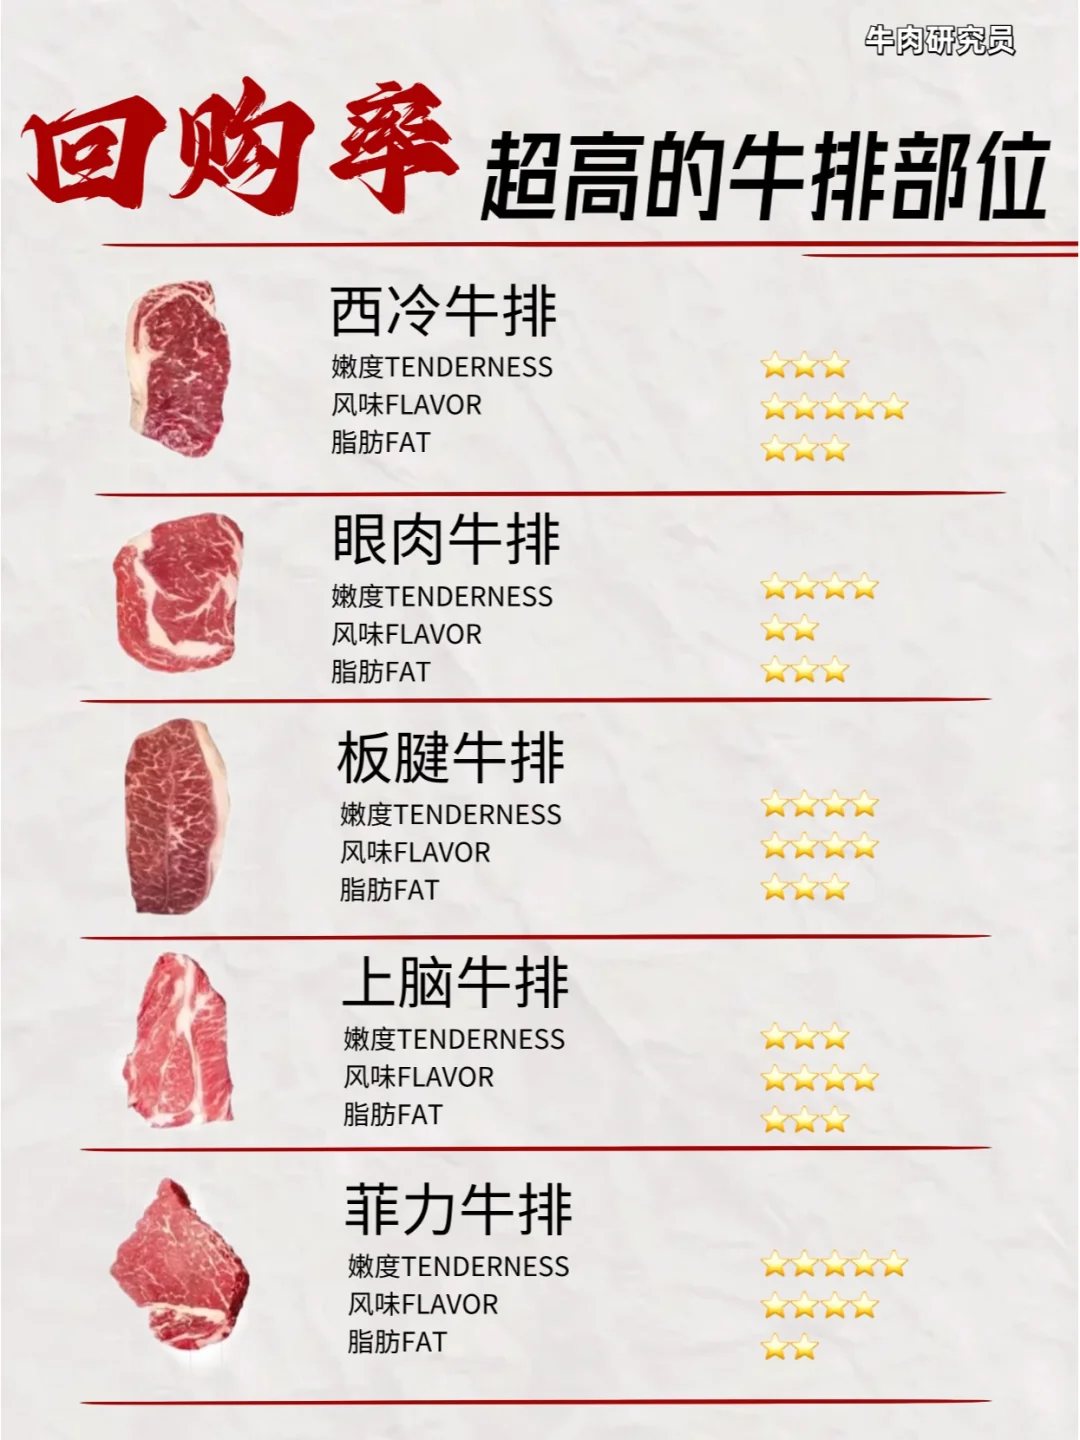 牛肉研究员
回购率 超高的牛排部位
西冷牛排
嫩度TENDERNESS ⭐⭐⭐
风味FLAVOR ⭐⭐⭐⭐⭐
脂肪FAT ⭐⭐⭐
眼肉牛排
嫩度TENDERNESS ⭐⭐⭐⭐
风味FLAVOR ⭐⭐
脂肪FAT ⭐⭐⭐
板腱牛排
嫩度TENDERNESS ⭐⭐⭐⭐
风味FLAVOR ⭐⭐⭐⭐
脂肪FAT ⭐⭐⭐
上脑牛排
嫩度TENDERNESS ⭐⭐⭐
风味FLAVOR ⭐⭐⭐⭐
脂肪FAT ⭐⭐⭐
菲力牛排
嫩度TENDERNESS ⭐⭐⭐⭐⭐
风味FLAVOR ⭐⭐⭐⭐
脂肪FAT ⭐⭐